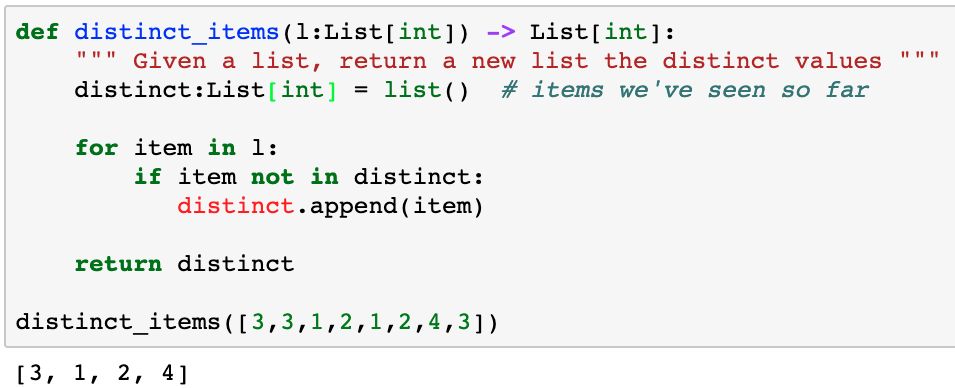 def distinct_items(l:List[int]) -> List[int]:
    """ Given a list, return a new list the distinct values """
    distinct:List[int] = list()  # items we've seen so far

    for item in l:
        if item not in distinct:
           distinct.append(item)

    return distinct

distinct_items([3,3,1,2,1,2,4,3])
[3, 1, 2, 4]